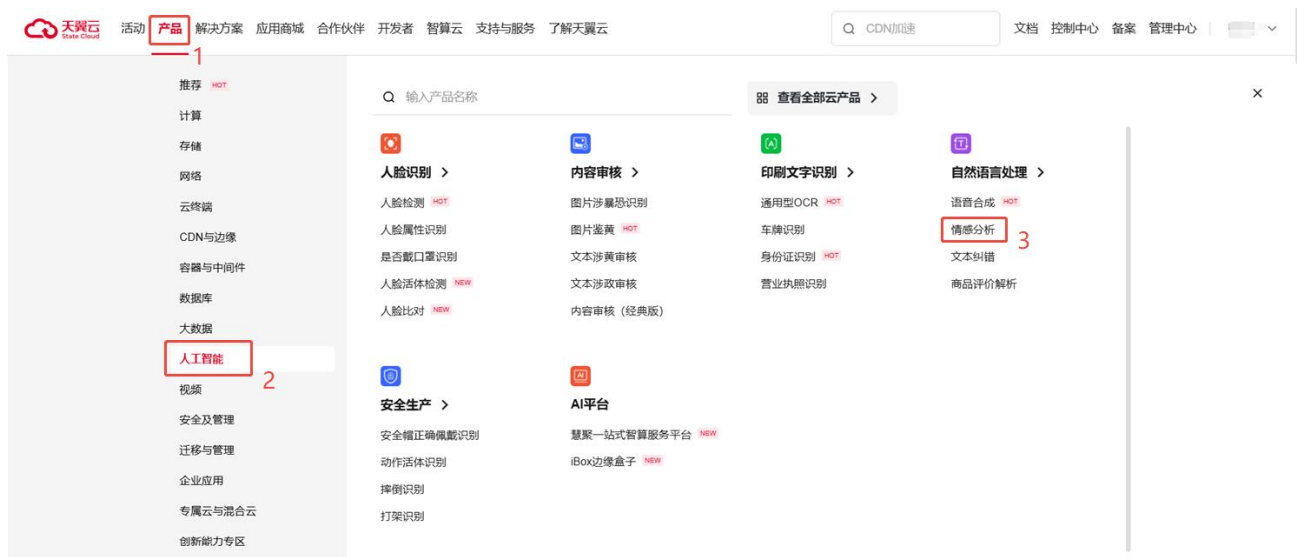 天翼云 State Cloud 活动 产品 解决方案 应用商城 合作伙伴 开发者 智算云 支持与服务 了解天翼云 CDN加速 文档 控制中心 备案 管理中心
1
推荐 HOT
计算
存储
网络
云终端
CDN与边缘
容器与中间件
数据库
大数据
人工智能
2
视频
安全及管理
迁移与管理
企业应用
专属云与混合云
创新能力专区
输入产品名称
查看全部云产品 >
人脸识别 >
人脸检测 HOT
人脸属性识别
是否戴口罩识别
人脸活体检测 NEW
人脸比对 NEW
内容审核 >
图片涉暴恐识别
图片鉴黄 HOT
文本涉黄审核
文本涉政审核
内容审核（经典版）
印刷文字识别 >
通用型OCR HOT
车牌识别
身份证识别 HOT
营业执照识别
自然语言处理 >
语音合成 HOT
情感分析
3
文本纠错
商品评价解析
安全生产 >
安全帽正确佩戴识别
动作活体识别
摔倒识别
打架识别
AI平台
慧聚一站式智算服务平台 NEW
iBox边缘盒子 NEW